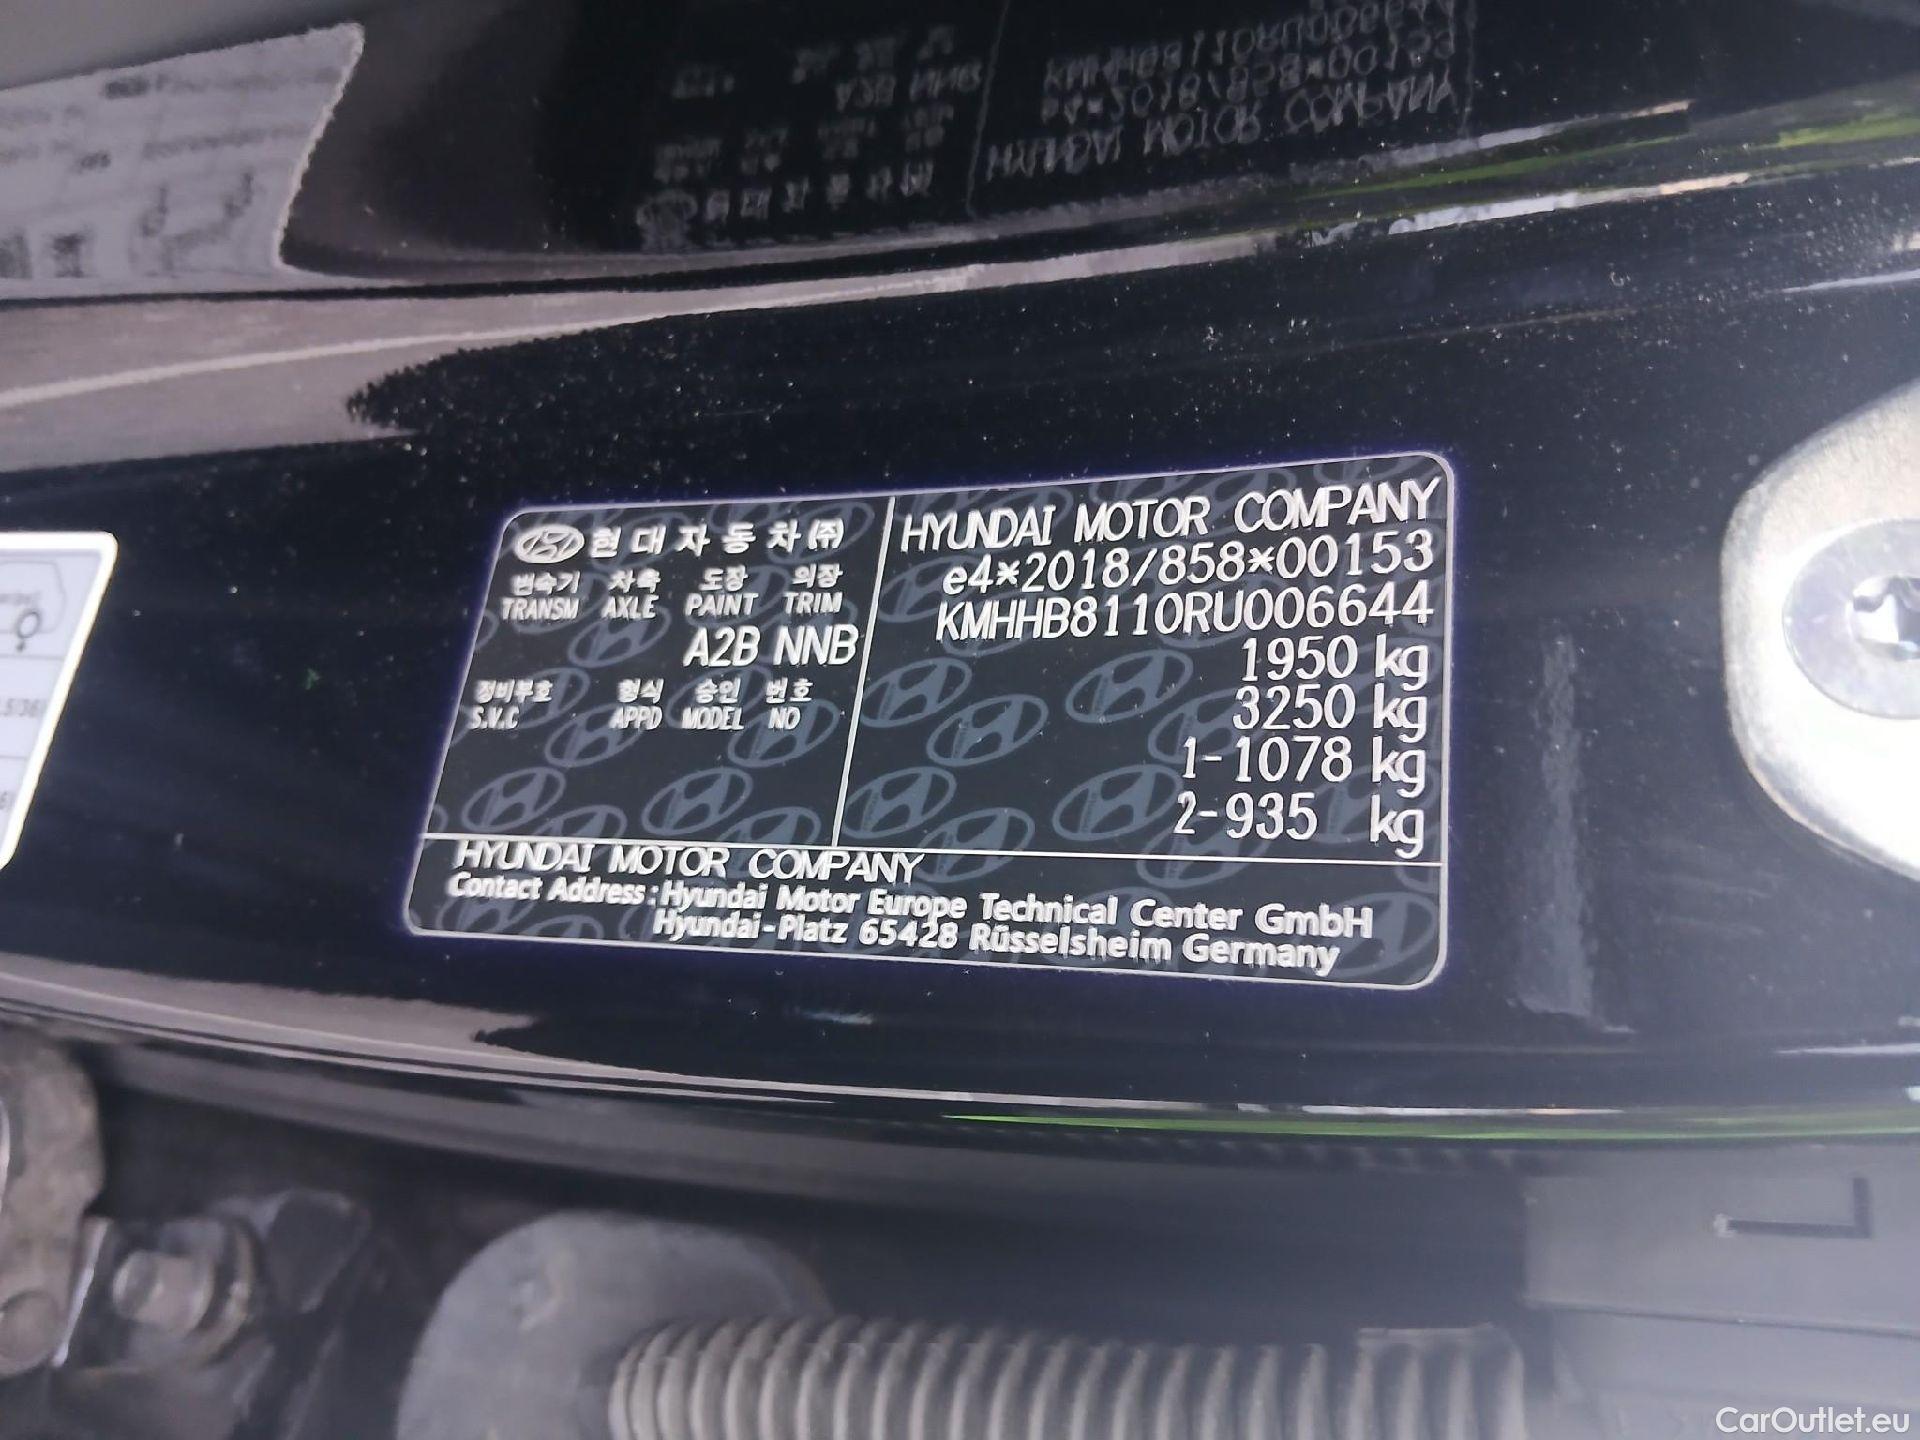 현대자동차(주)
변속기 차축 도장 의장
TRANSM AXLE PAINT TRIM
A2B NNB
정비부호 형식 승인 번호
S.V.C APPD MODEL NO
HYUNDAI MOTOR COMPANY
e4*2018/858*00153
KMHHB8110RU006644
1950 kg
3250 kg
1-1078 kg
2-935 kg
HYUNDAI MOTOR COMPANY
Contact Address : Hyundai Motor Europe Technical Center GmbH
Hyundai-Platz 65428 Rüsselsheim Germany
CarOutlet.eu